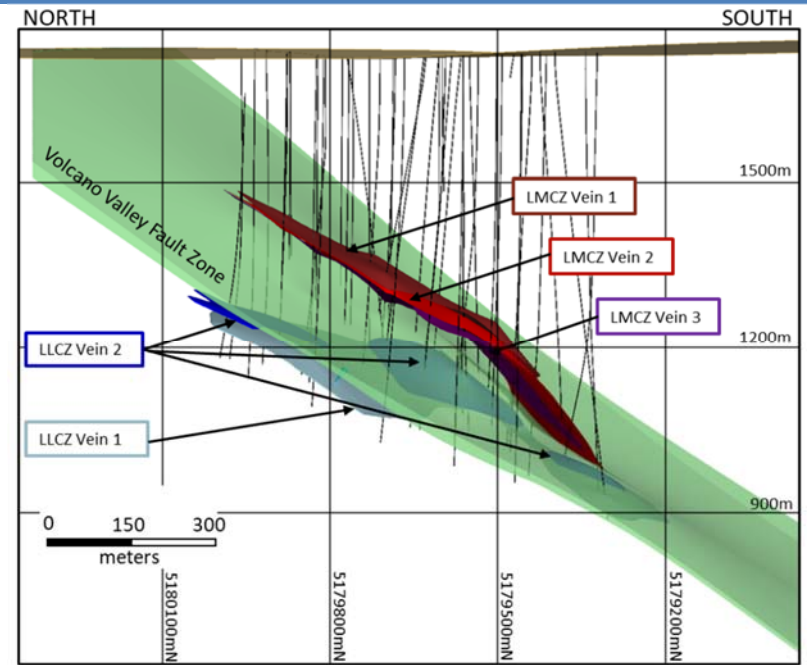 NORTH
SOUTH
Volcano Valley Fault Zone
1500m
LMCZ Vein 1
LMCZ Vein 2
LMCZ Vein 3
1200m
LLCZ Vein 2
LLCZ Vein 1
900m
0 150 300
meters
5180100mN
5179800mN
5179500mN
5179200mN